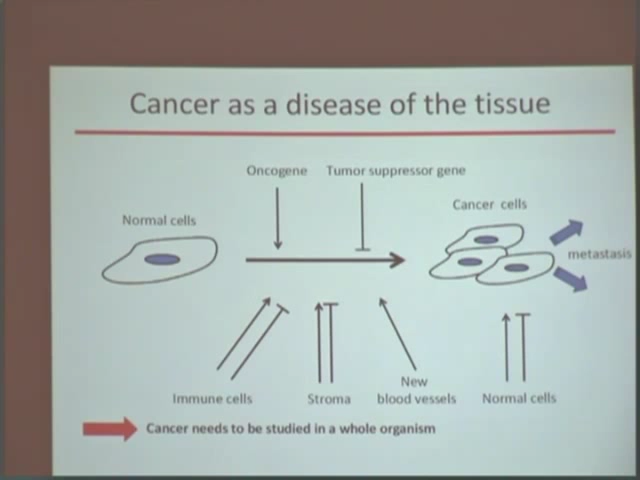 Cancer as a disease of the tissue
Oncogene
Tumor suppressor gene
Normal cells
Cancer cells
metastasis
Immune cells
Stroma
New
blood vessels
Normal cells
Cancer needs to be studied in a whole organism